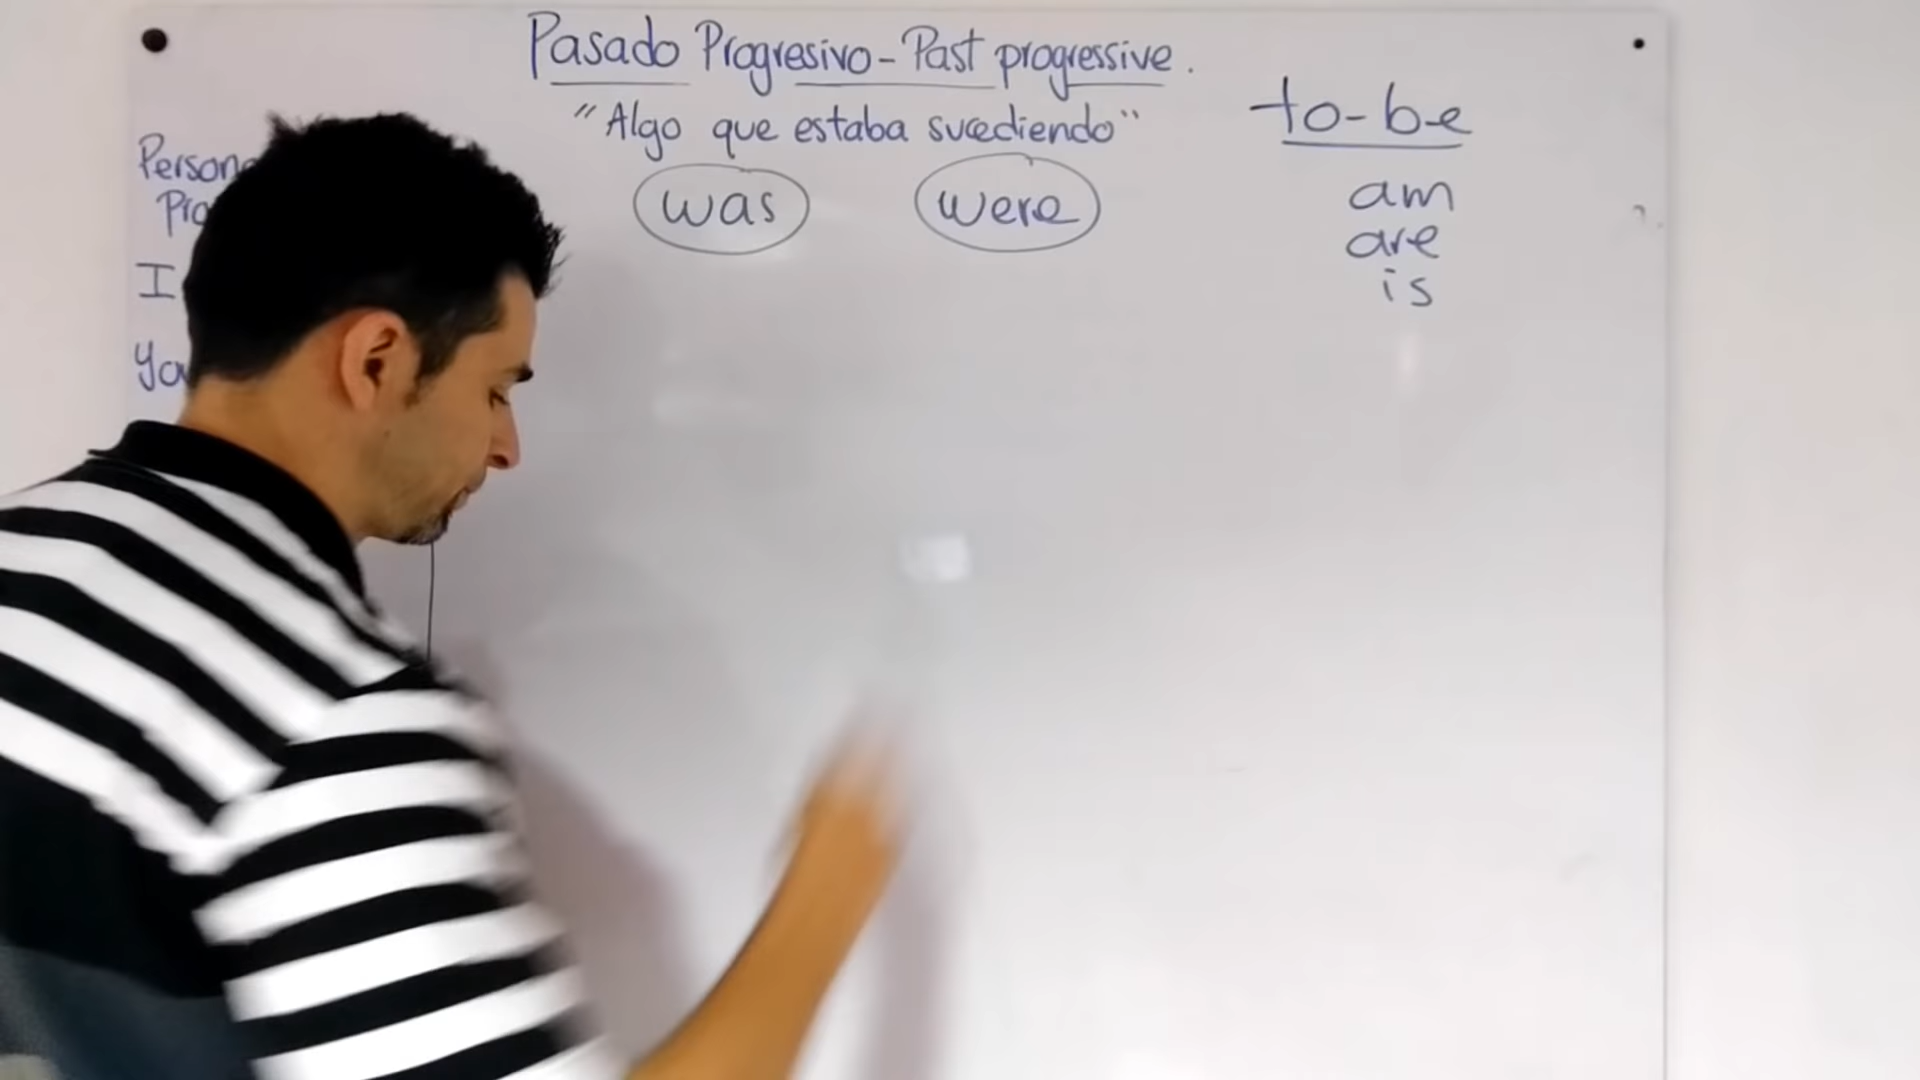 Pasado Progresivo - Past progressive.
"Algo que estaba sucediendo"
to-be
was were
am
are
is
I